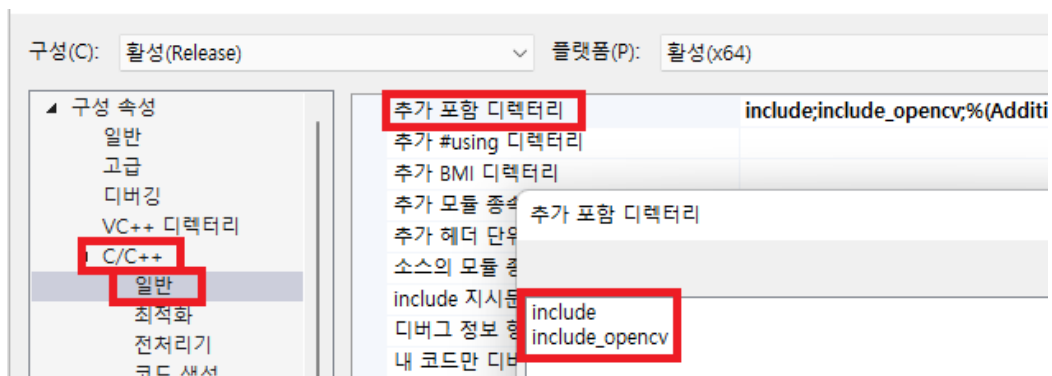 구성(C): 활성(Release) 플랫폼(P): 활성(x64)
구성 속성
일반
고급
디버깅
VC++ 디렉터리
C/C++
일반
최적화
전처리기
추가 포함 디렉터리 include;include_opencv;%(Additi
추가 #using 디렉터리
추가 BMI 디렉터리
추가 모듈 종속
추가 헤더 단위
소스의 모듈 종
include 지시문
디버그 정보 형
내 코드만 디버
추가 포함 디렉터리
include
include_opencv